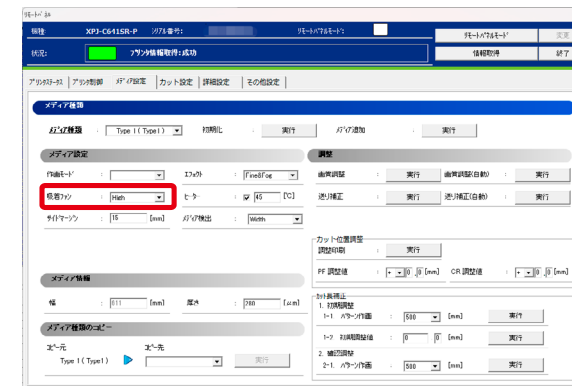 リモートパネル
機種: XPJ-C641SR-P シリアル番号: リモートパネルモード: リモートパネルモード 変更
状況: プリンタ情報取得:成功 情報取得 終了
プリンタステータス プリンタ制御 メディア設定 カット設定 詳細設定 その他設定
メディア種類
メディア種類 : Type 1( Type1 ) 初期化 : 実行 メディア追加 : 実行
メディア設定
作画モード :
エフェクト : Fine8Fog
吸着ファン : High
ヒーター : 45 [℃]
サイドマージン : 15 [mm]
メディア検出 : Width
メディア情報
幅 : 811 [mm] 厚さ : 280 [μm]
メディア種類のコピー
コピー元 コピー先
Type 1( Type1 ) 実行
調整
画質調整 : 実行 画質調整(自動) : 実行
送り補正 : 実行 送り補正(自動) : 実行
カット位置調整
調整印刷 : 実行
PF 調整値 : + 0 .0 [mm] CR 調整値 : + 0 .0 [mm]
カット長補正
1. 初期調整
1-1 パターン作画 : 500 [mm] 実行
1-2 初期調整値 : 0 0 [mm] 実行
2. 確認調整
2-1. パターン作画 : 500 [mm] 実行